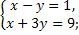 x − y = 1,
x + 3y = 9;